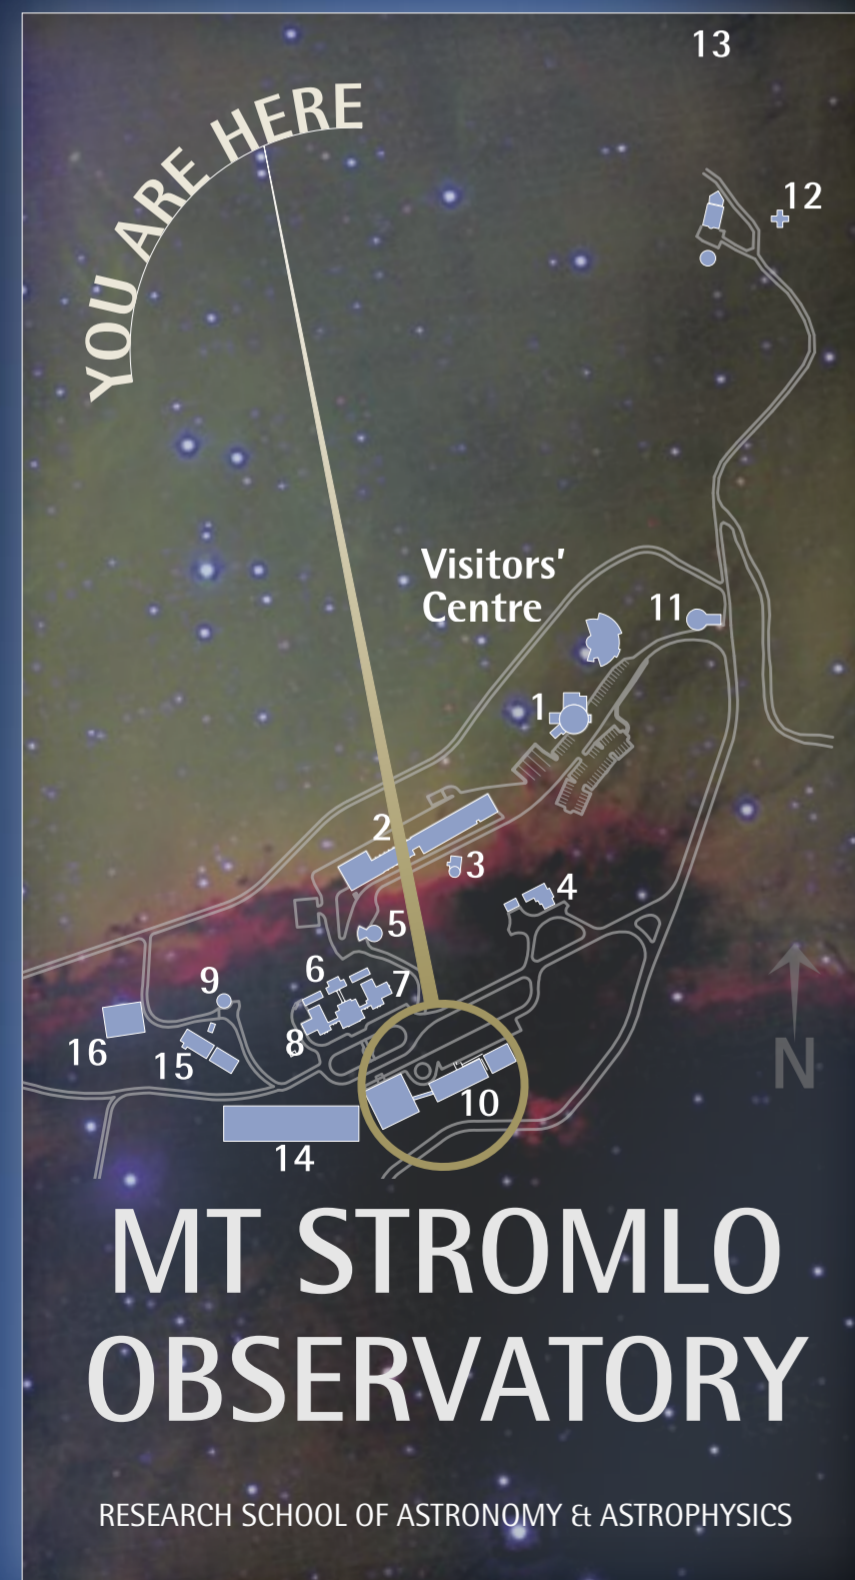 13
YOU ARE HERE
12
Visitors’
Centre
11
1
2
3
4
5
6
7
9
8
16
15
10
14
N
MT STROMLO
OBSERVATORY
RESEARCH SCHOOL OF ASTRONOMY & ASTROPHYSICS